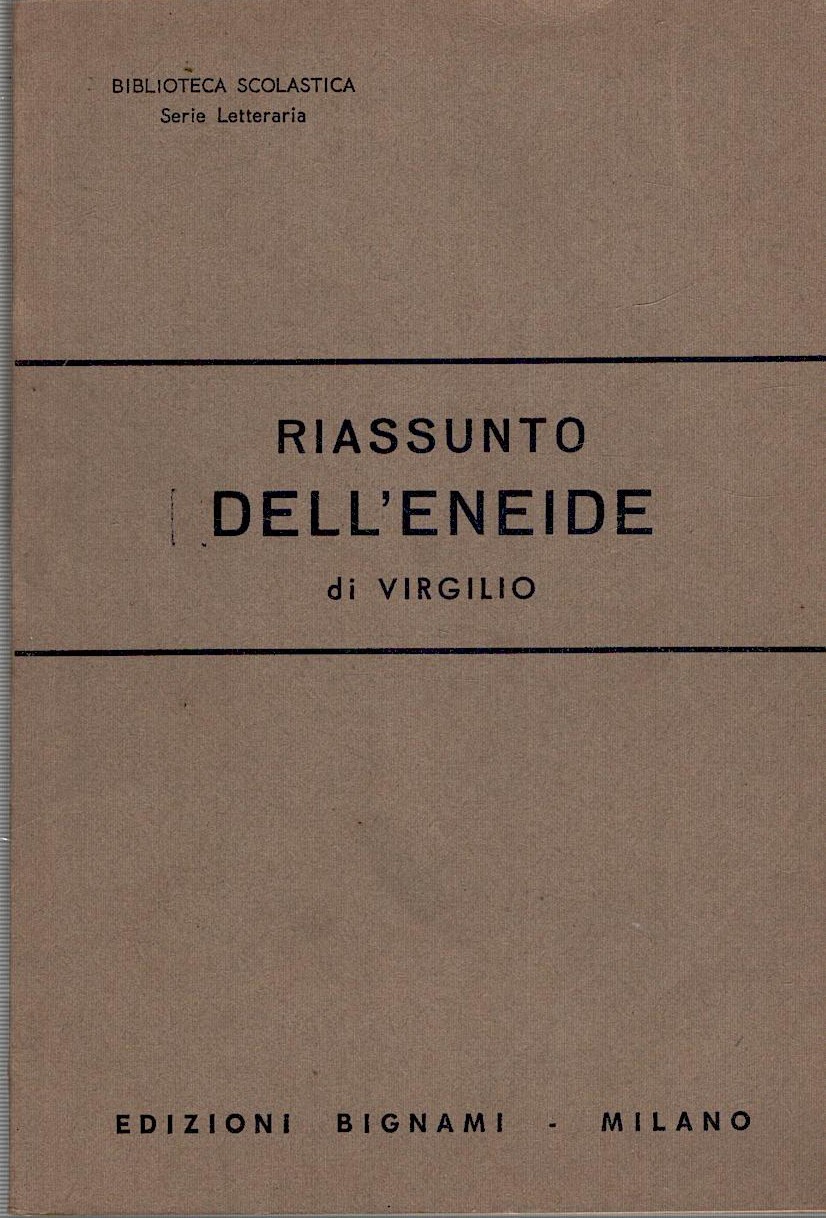 BIBLIOTECA SCOLASTICA
Serie Letteraria
RIASSUNTO
DELL'ENEIDE
di VIRGILIO
EDIZIONI BIGNAMI - MILANO